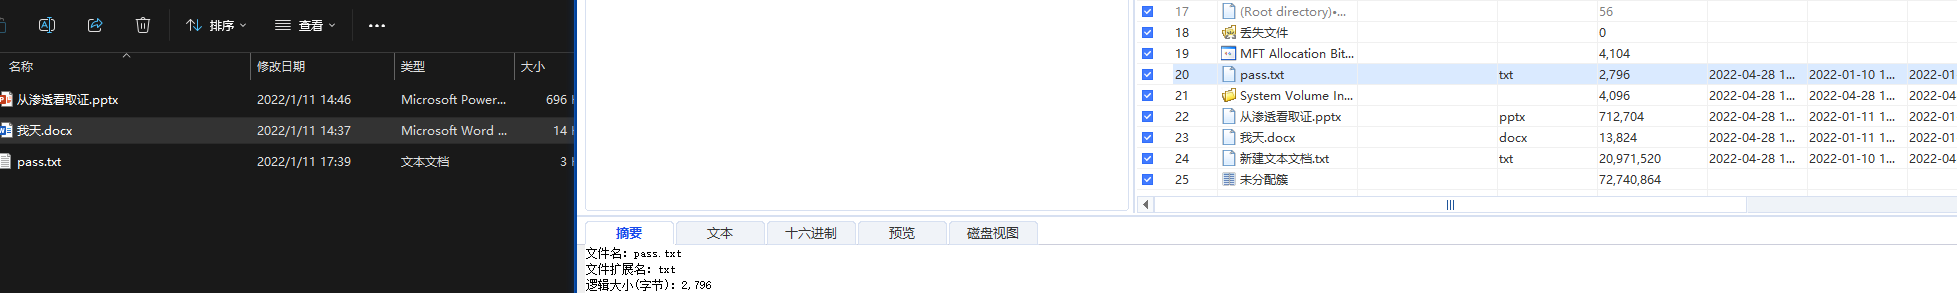 排序 查看
名称 修改日期 类型 大小
从渗透看取证.pptx 2022/1/11 14:46 Microsoft Power... 696
我天.docx 2022/1/11 14:37 Microsoft Word ... 14
pass.txt 2022/1/11 17:39 文本文档 3
17 (Root directory)•... 56
18 丢失文件 0
19 MFT Allocation Bit... 4,104
20 pass.txt txt 2,796 2022-04-28 1... 2022-01-10 1... 2022-01
21 System Volume In... 4,096 2022-04-28 1... 2022-04-28 1... 2022-04
22 从渗透看取证.pptx pptx 712,704 2022-04-28 1... 2022-01-11 1... 2022-01
23 我天.docx docx 13,824 2022-04-28 1... 2022-01-11 1... 2022-01
24 新建文本文档.txt txt 20,971,520 2022-04-28 1... 2022-01-10 1... 2022-04
25 未分配簇 72,740,864
摘要 文本 十六进制 预览 磁盘视图
文件名: pass.txt
文件扩展名: txt
逻辑大小(字节): 2,796